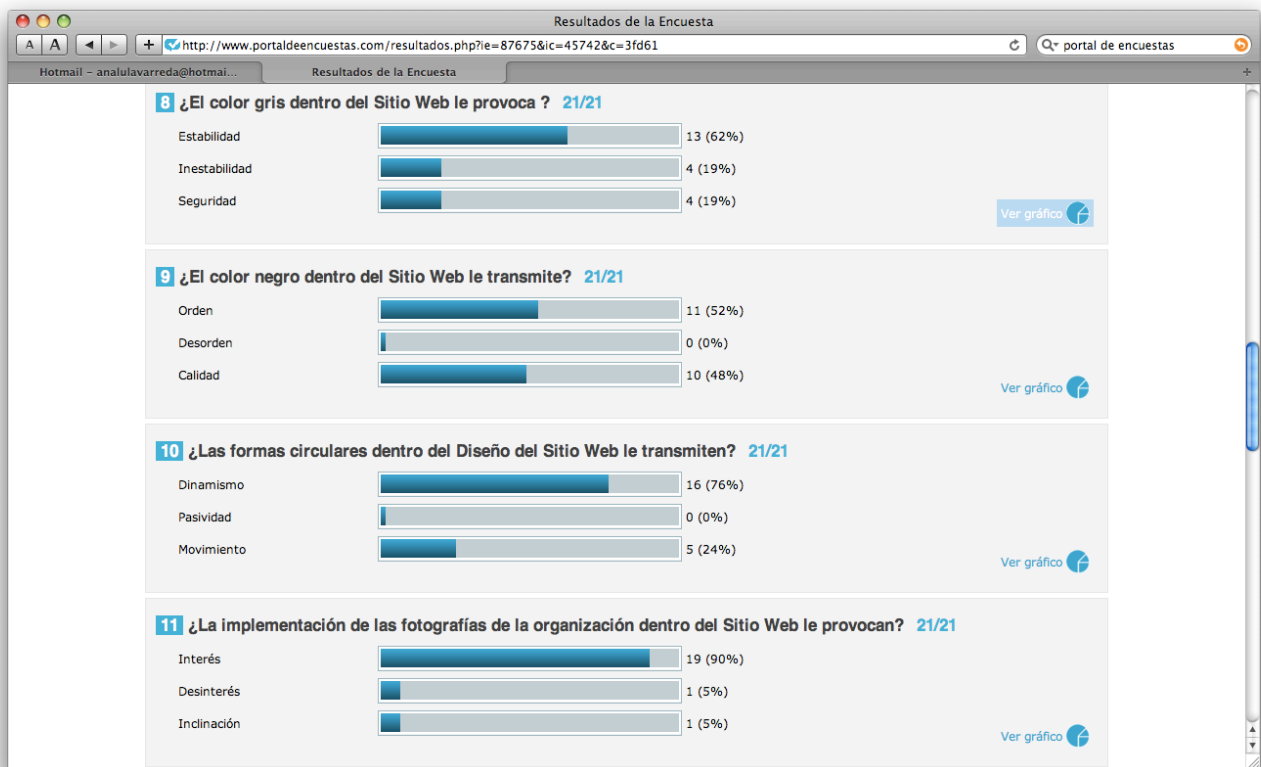 Resultados de la Encuesta
A A + http://www.portaldeencuestas.com/resultados.php?ie=87675&ic=45742&c=3fd61 portal de encuestas
Hotmail – analulavarreda@hotmai... Resultados de la Encuesta +
8 ¿El color gris dentro del Sitio Web le provoca ? 21/21
Estabilidad 13 (62%)
Inestabilidad 4 (19%)
Seguridad 4 (19%)
Ver gráfico
9 ¿El color negro dentro del Sitio Web le transmite? 21/21
Orden 11 (52%)
Desorden 0 (0%)
Calidad 10 (48%)
Ver gráfico
10 ¿Las formas circulares dentro del Diseño del Sitio Web le transmiten? 21/21
Dinamismo 16 (76%)
Pasividad 0 (0%)
Movimiento 5 (24%)
Ver gráfico
11 ¿La implementación de las fotografías de la organización dentro del Sitio Web le provocan? 21/21
Interés 19 (90%)
Desinterés 1 (5%)
Inclinación 1 (5%)
Ver gráfico